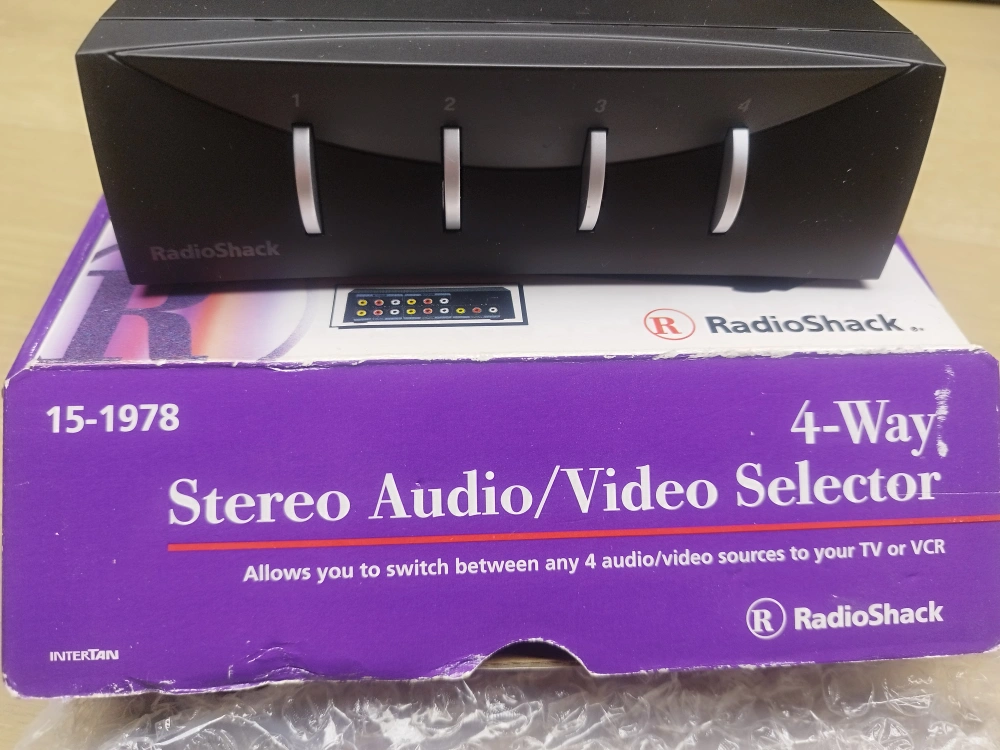 1 2 3 4
RadioShack
R
R RadioShack
15-1978
4-Way
Stereo Audio/Video Selector
Allows you to switch between any 4 audio/video sources to your TV or VCR
R RadioShack
INTERTAN